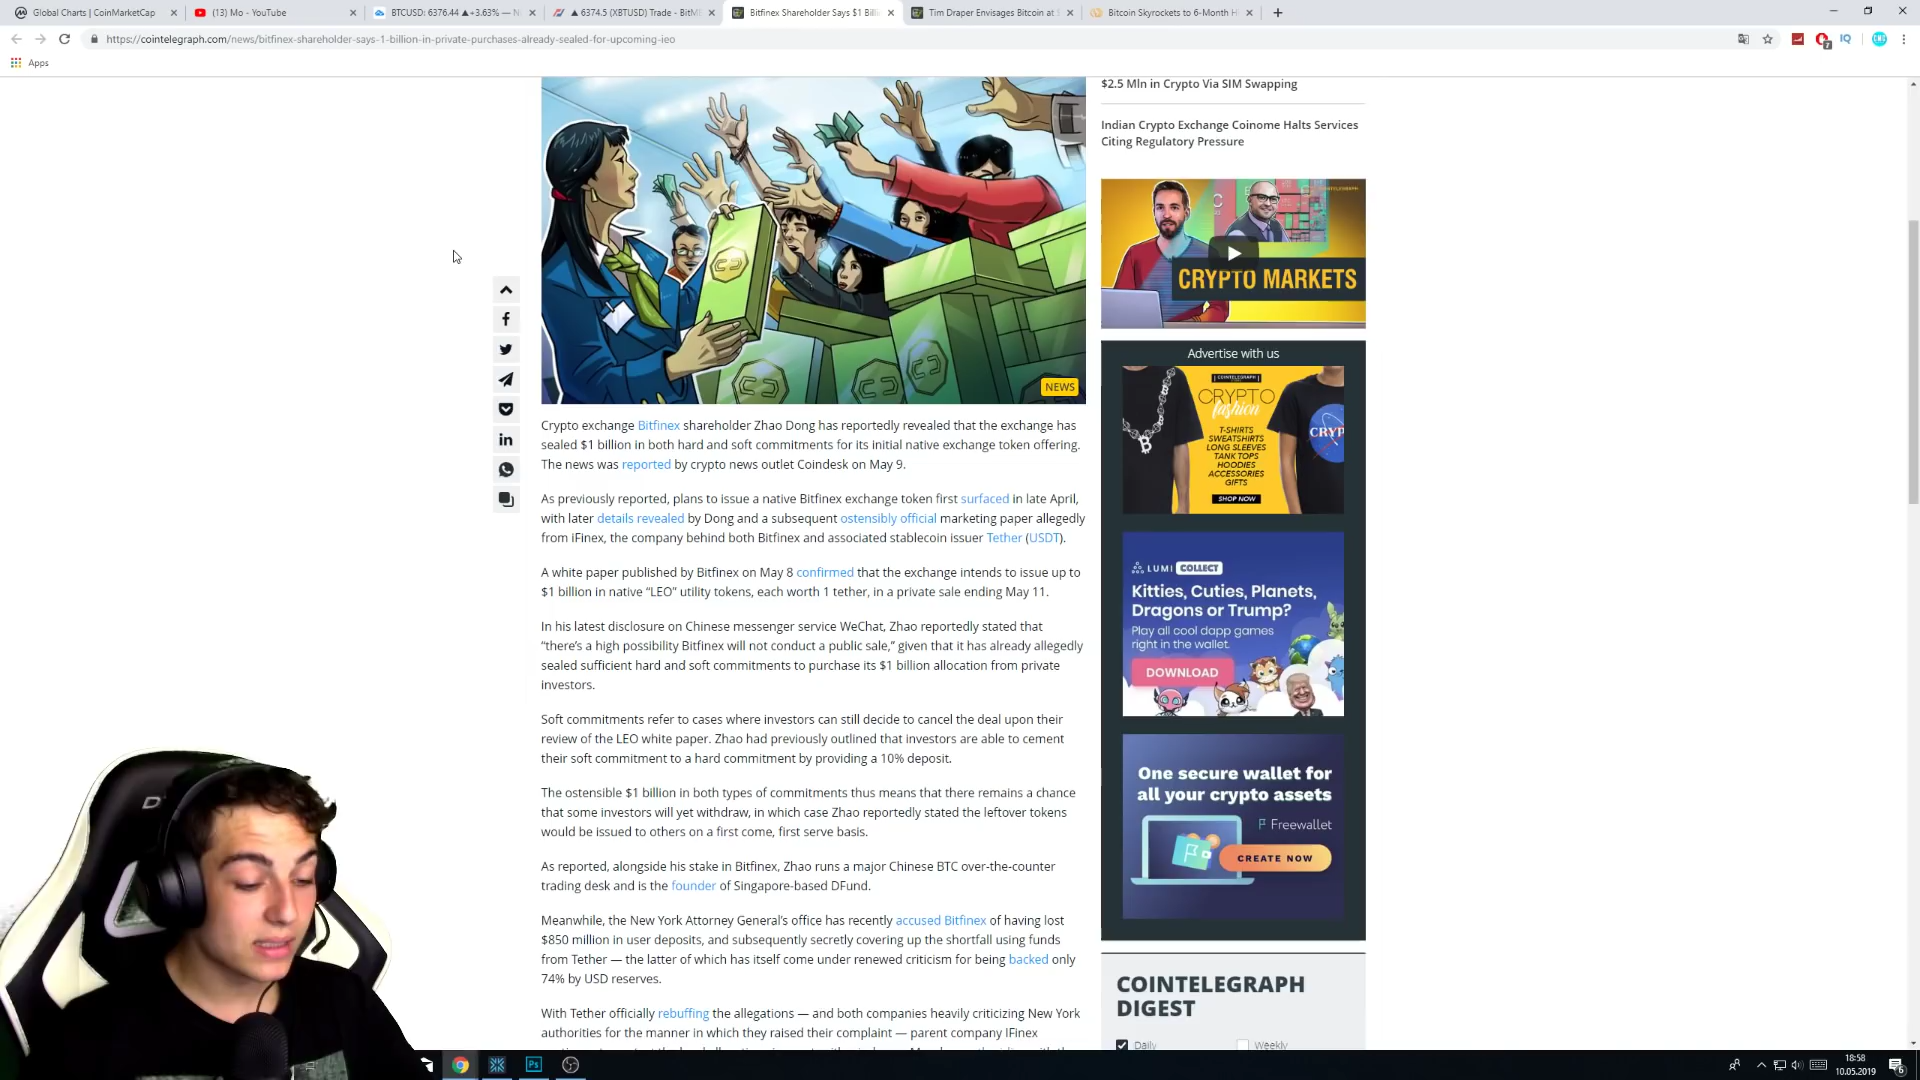 Global Charts | CoinMarketCap
(13) Mo - YouTube
BTCUSD: 6376.44 ▲+3.63% —
▲ 6374.5 (XBTUSD) Trade - BitM
Bitfinex Shareholder Says $1 Bill
Tim Draper Envisages Bitcoin at
Bitcoin Skyrockets to 6-Month H
https://cointelegraph.com/news/bitfinex-shareholder-says-1-billion-in-private-purchases-already-sealed-for-upcoming-ieo
IQ
Apps
$2.5 Mln in Crypto Via SIM Swapping
Indian Crypto Exchange Coinome Halts Services
Citing Regulatory Pressure
COINTELEGRAPH
CRYPTO MARKETS
NEWS
Advertise with us
COINTELEGRAPH
CRYPTO
fashion
T-SHIRTS
SWEATSHIRTS
LONG SLEEVES
TANK TOPS
HOODIES
ACCESSORIES
GIFTS
SHOP NOW
CRYP
LUMI COLLECT
Kitties, Cuties, Planets,
Dragons or Trump?
Play all cool dapp games
right in the wallet.
DOWNLOAD
One secure wallet for
all your crypto assets
Freewallet
CREATE NOW
COINTELEGRAPH
DIGEST
Daily
Weekly
Crypto exchange Bitfinex shareholder Zhao Dong has reportedly revealed that the exchange has
sealed $1 billion in both hard and soft commitments for its initial native exchange token offering.
The news was reported by crypto news outlet Coindesk on May 9.
As previously reported, plans to issue a native Bitfinex exchange token first surfaced in late April,
with later details revealed by Dong and a subsequent ostensibly official marketing paper allegedly
from iFinex, the company behind both Bitfinex and associated stablecoin issuer Tether (USDT).
A white paper published by Bitfinex on May 8 confirmed that the exchange intends to issue up to
$1 billion in native “LEO” utility tokens, each worth 1 tether, in a private sale ending May 11.
In his latest disclosure on Chinese messenger service WeChat, Zhao reportedly stated that
“there’s a high possibility Bitfinex will not conduct a public sale,” given that it has already allegedly
sealed sufficient hard and soft commitments to purchase its $1 billion allocation from private
investors.
Soft commitments refer to cases where investors can still decide to cancel the deal upon their
review of the LEO white paper. Zhao had previously outlined that investors are able to cement
their soft commitment to a hard commitment by providing a 10% deposit.
The ostensible $1 billion in both types of commitments thus means that there remains a chance
that some investors will yet withdraw, in which case Zhao reportedly stated the leftover tokens
would be issued to others on a first come, first serve basis.
As reported, alongside his stake in Bitfinex, Zhao runs a major Chinese BTC over-the-counter
trading desk and is the founder of Singapore-based DFund.
Meanwhile, the New York Attorney General’s office has recently accused Bitfinex of having lost
$850 million in user deposits, and subsequently secretly covering up the shortfall using funds
from Tether — the latter of which has itself come under renewed criticism for being backed only
74% by USD reserves.
With Tether officially rebuffing the allegations — and both companies heavily criticizing New York
authorities for the manner in which they raised their complaint — parent company IFinex
Ps
18:58
10.05.2019